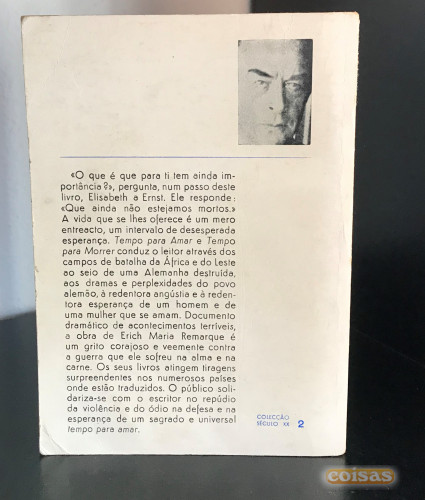 «O que é que para ti tem ainda im-
portância?», pergunta, num passo deste
livro, Elisabeth a Ernst. Ele responde:
«Que ainda não estejamos mortos.»
A vida que se lhes oferece é um mero
entreacto, um intervalo de desesperada
esperança. Tempo para Amar e Tempo
para Morrer conduz o leitor através dos
campos de batalha da África e do Leste
ao seio de uma Alemanha destruída,
aos dramas e perplexidades do povo
alemão, à redentora angústia e à reden-
tora esperança de um homem e de
uma mulher que se amam. Documento
dramático de acontecimentos terríveis,
a obra de Erich Maria Remarque é
um grito corajoso e veemente contra
a guerra que ele sofreu na alma e na
carne. Os seus livros atingem tiragens
surpreendentes nos numerosos países
onde estão traduzidos. O público soli-
dariza-se com o escritor no repúdio
da violência e do ódio na defesa e na
esperança de um sagrado e universal
tempo para amar.
COLECÇÃO
SÉCULO XX 2
coisas